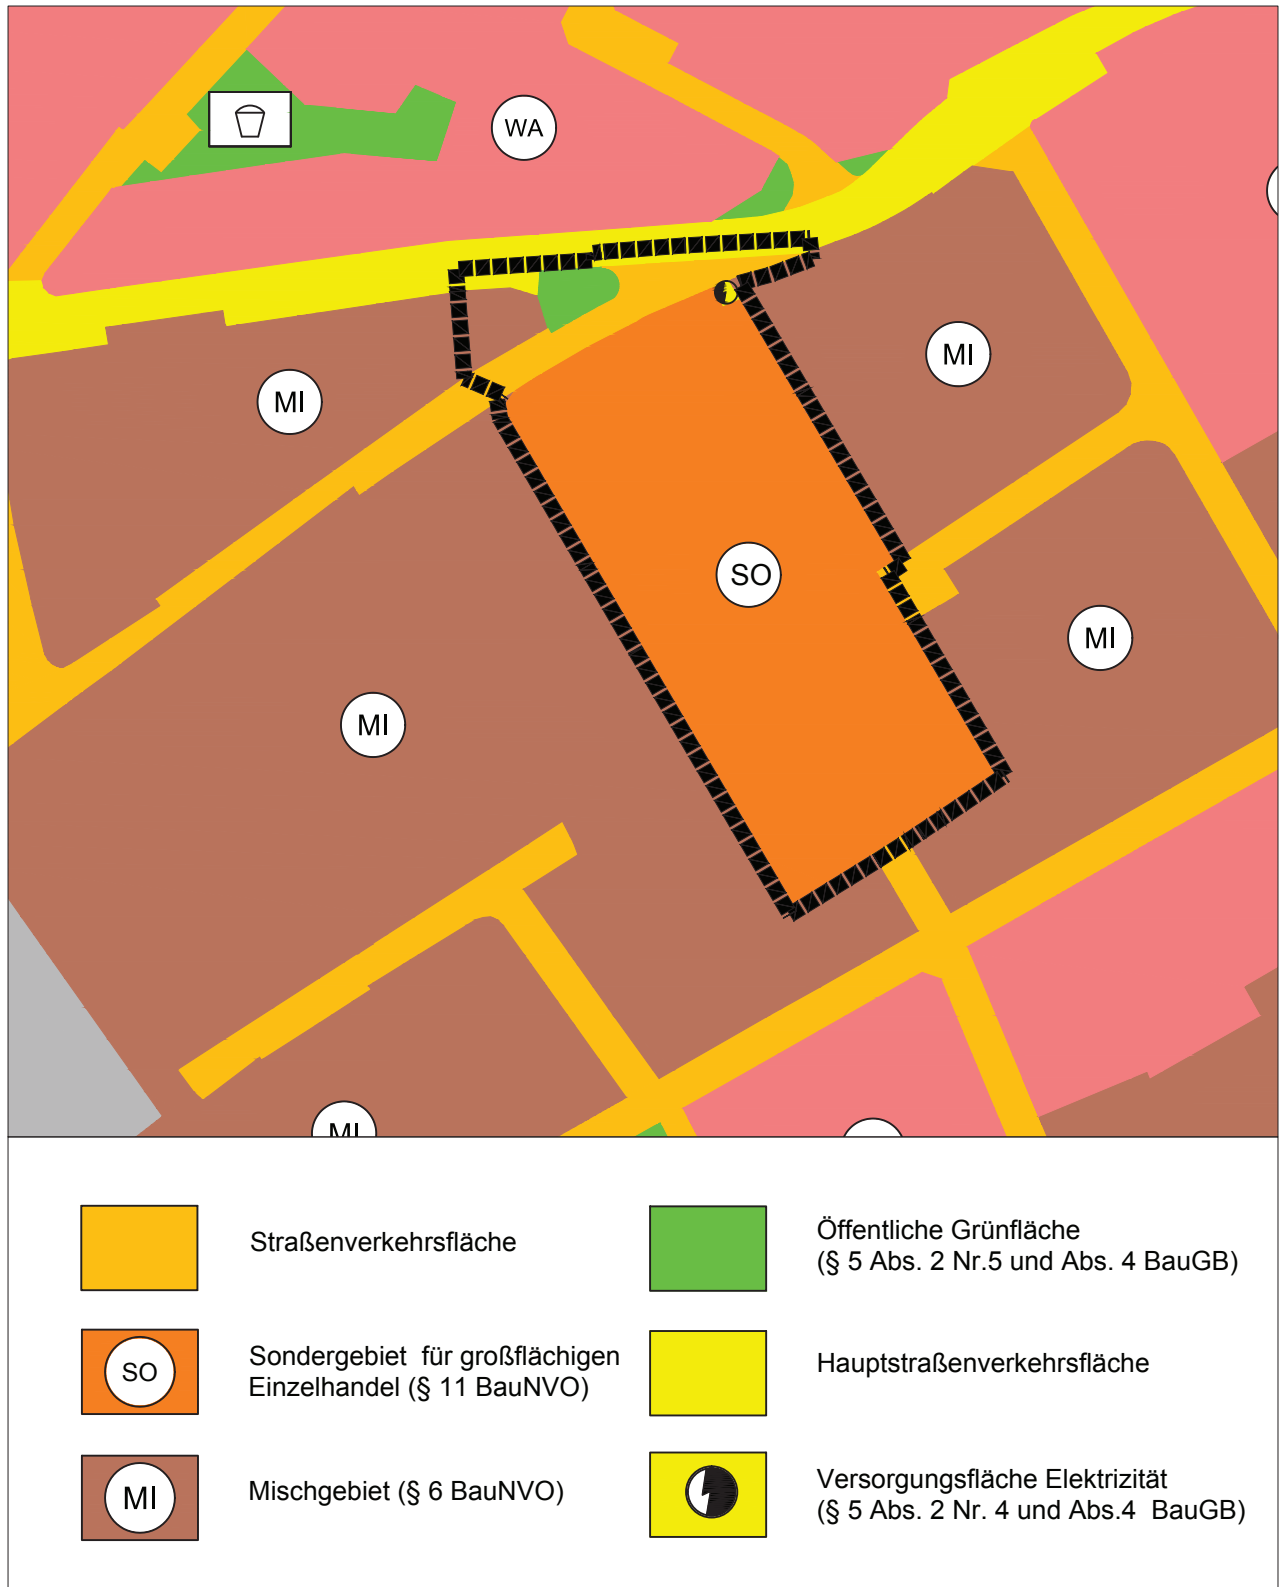 WA
MI
MI
SO
MI
MI
MI
Straßenverkehrsfläche
Öffentliche Grünfläche
(§ 5 Abs. 2 Nr.5 und Abs. 4 BauGB)
SO
Sondergebiet für großflächigen
Einzelhandel (§ 11 BauNVO)
Hauptstraßenverkehrsfläche
MI
Mischgebiet (§ 6 BauNVO)
Versorgungsfläche Elektrizität
(§ 5 Abs. 2 Nr. 4 und Abs.4 BauGB)